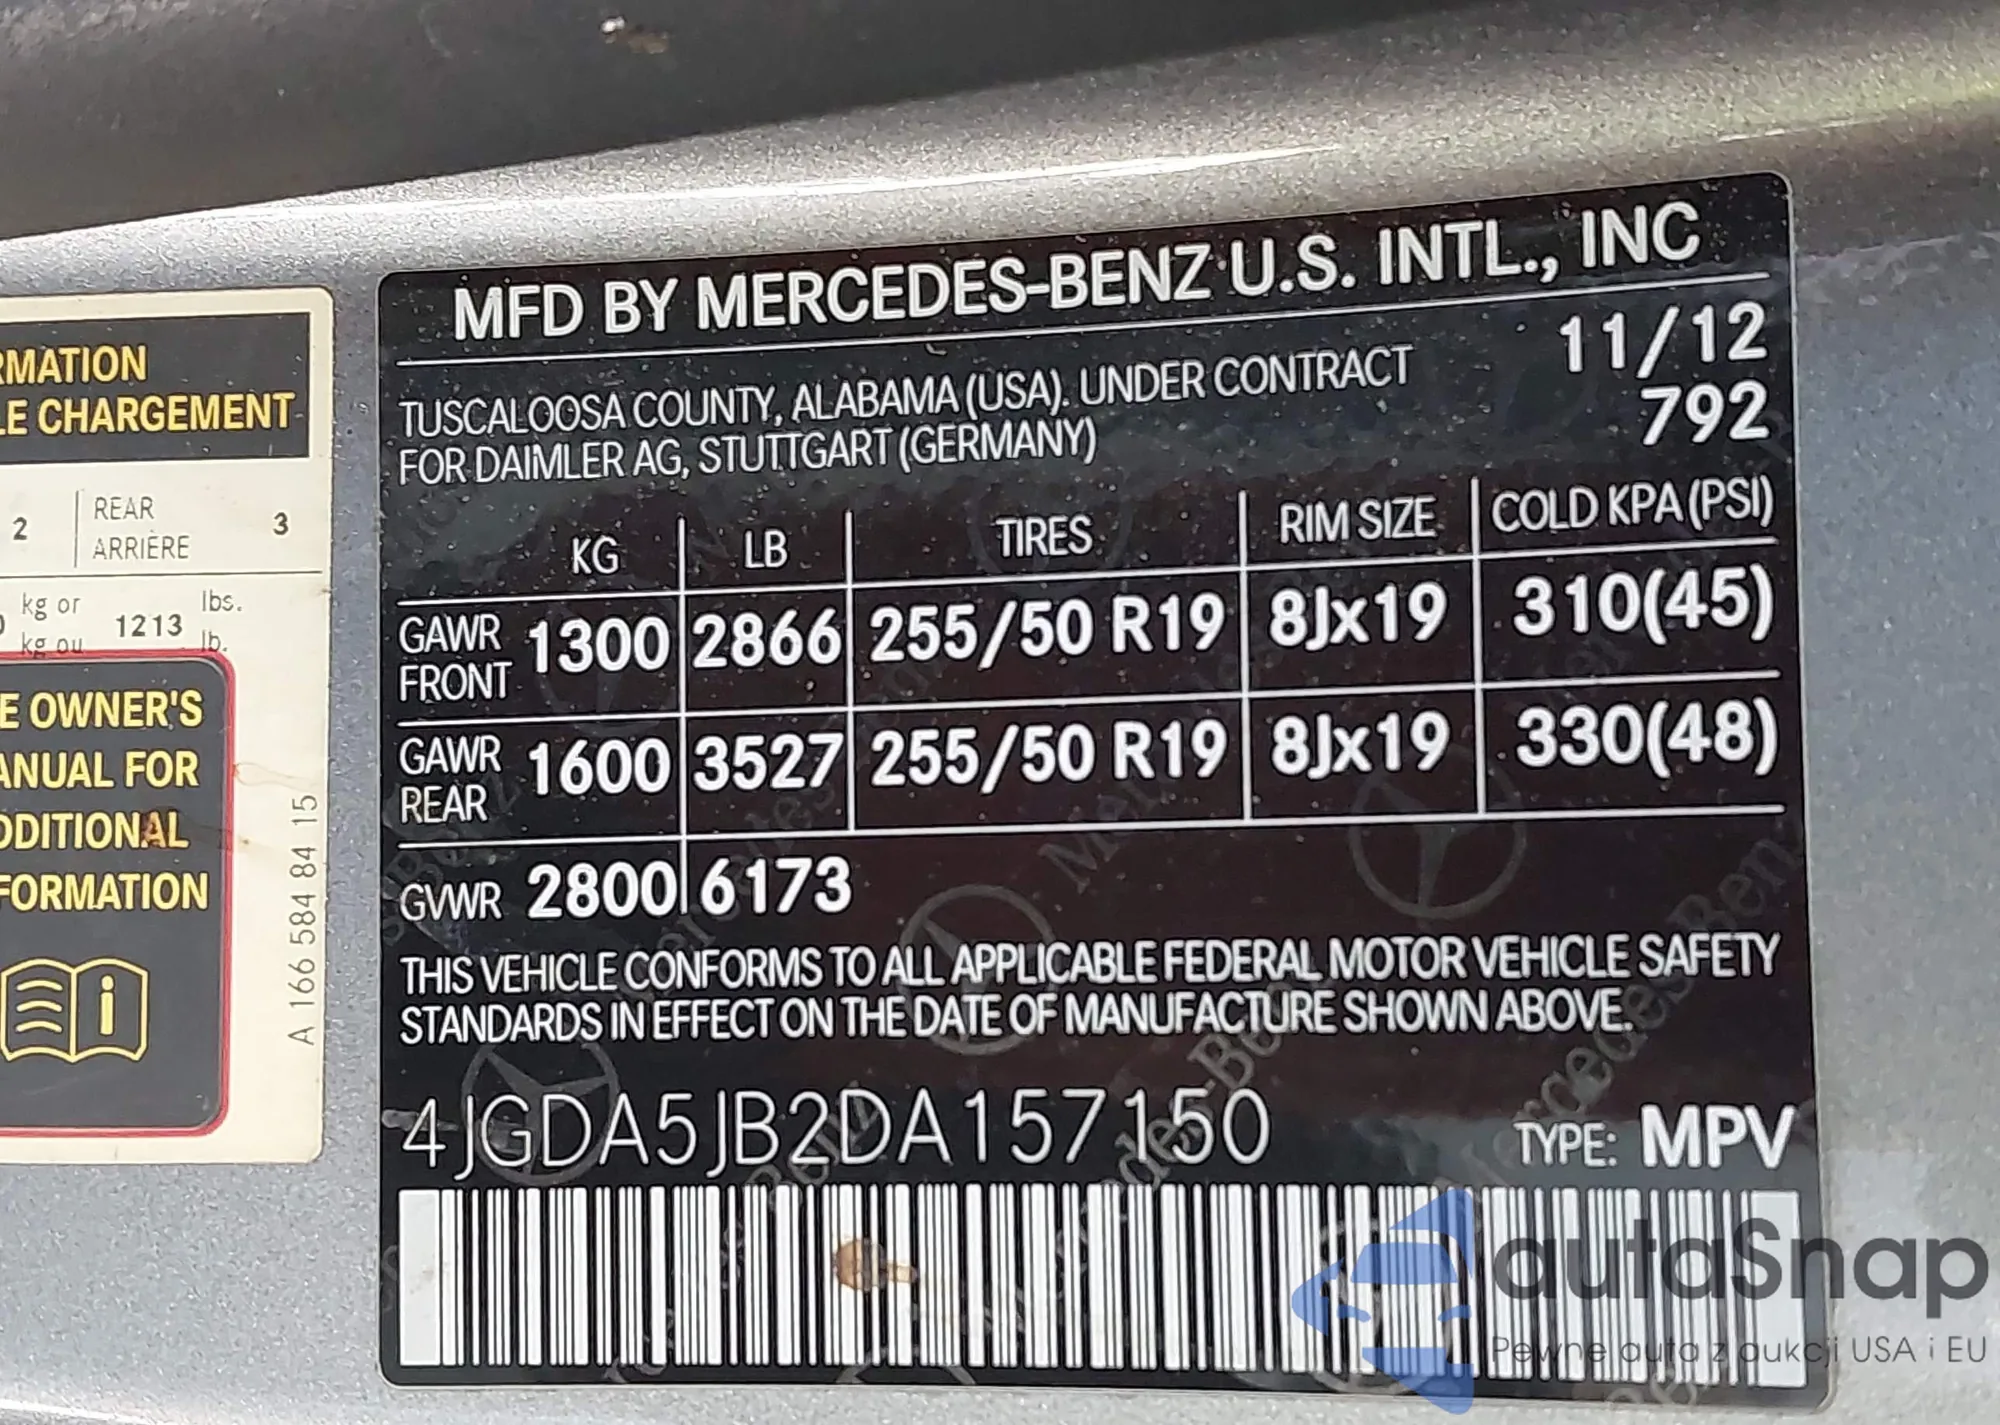 RMATION
LE CHARGEMENT
2 REAR 3
ARRIÈRE
kg or 1213 lbs.
kg ou lb.
E OWNER'S
ANUAL FOR
DDITIONAL
FORMATION
i
A 166 584 84 15
MFD BY MERCEDES-BENZ U.S. INTL., INC
11/12
TUSCALOOSA COUNTY, ALABAMA (USA). UNDER CONTRACT
792
FOR DAIMLER AG, STUTTGART (GERMANY)
KG LB TIRES RIM SIZE COLD KPA (PSI)
GAWR FRONT 1300 2866 255/50 R19 8Jx19 310(45)
GAWR REAR 1600 3527 255/50 R19 8Jx19 330(48)
GVWR 2800 6173
THIS VEHICLE CONFORMS TO ALL APPLICABLE FEDERAL MOTOR VEHICLE SAFETY
STANDARDS IN EFFECT ON THE DATE OF MANUFACTURE SHOWN ABOVE.
4JGDA5JB2DA157150 TYPE: MPV
autaSnap
Pewne auta z aukcji USA i EU